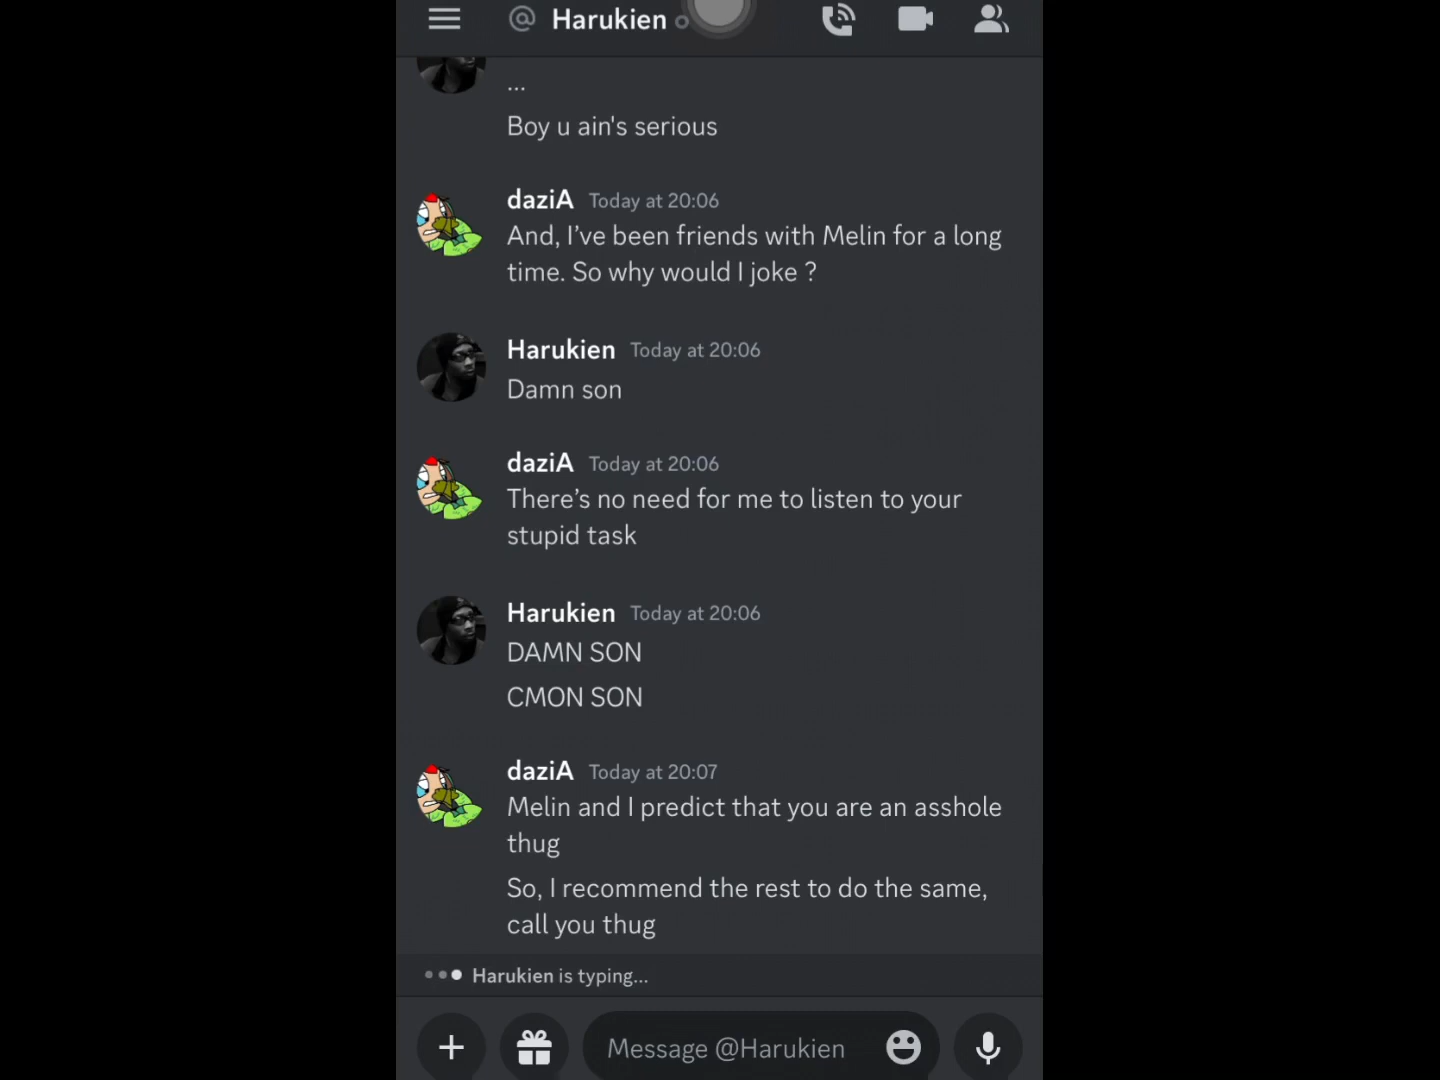 @ Harukien
...
Boy u ain's serious
daziA Today at 20:06
And, I’ve been friends with Melin for a long
time. So why would I joke ?
Harukien Today at 20:06
Damn son
daziA Today at 20:06
There’s no need for me to listen to your
stupid task
Harukien Today at 20:06
DAMN SON
CMON SON
daziA Today at 20:07
Melin and I predict that you are an asshole
thug
So, I recommend the rest to do the same,
call you thug
Harukien is typing...
Message @Harukien